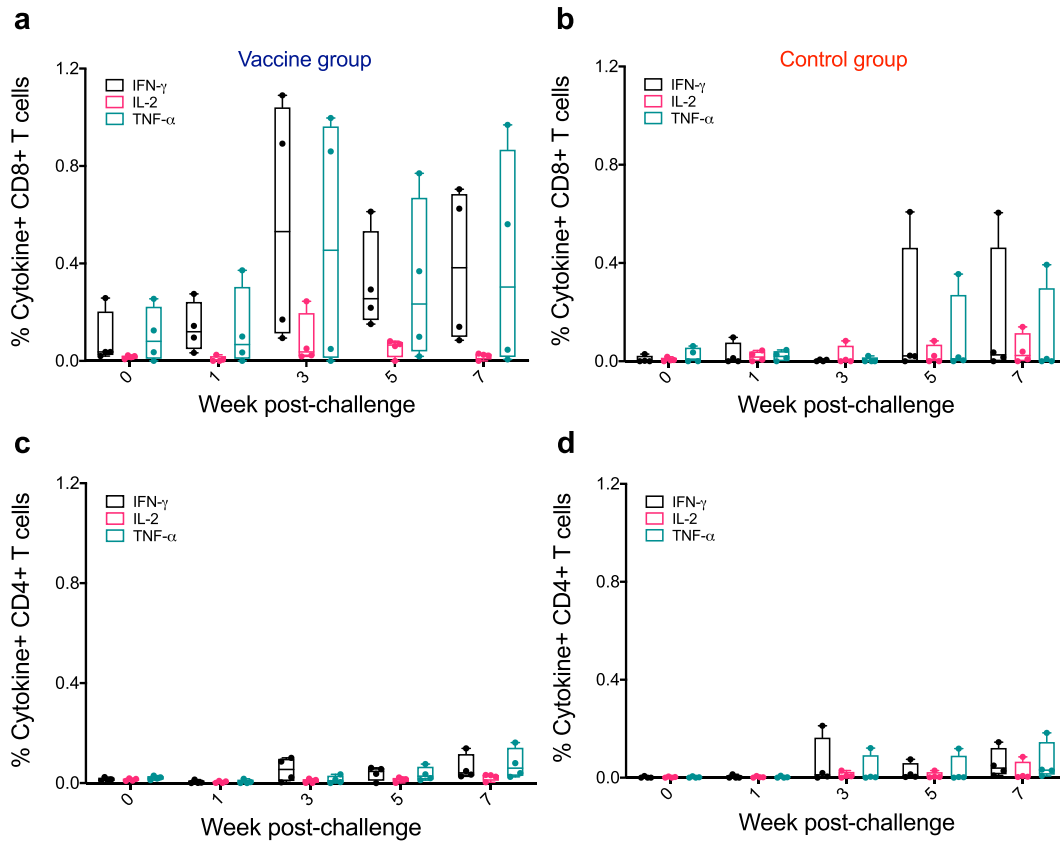 a
Vaccine group
% Cytokine+ CD8+ T cells
1.2
0.8
0.4
0.0
IFN-γ
IL-2
TNF-α
0 1 3 5 7
Week post-challenge
b
Control group
% Cytokine+ CD8+ T cells
1.2
0.8
0.4
0.0
IFN-γ
IL-2
TNF-α
0 1 3 5 7
Week post-challenge
c
% Cytokine+ CD4+ T cells
1.2
0.8
0.4
0.0
IFN-γ
IL-2
TNF-α
0 1 3 5 7
Week post-challenge
d
% Cytokine+ CD4+ T cells
1.2
0.8
0.4
0.0
IFN-γ
IL-2
TNF-α
0 1 3 5 7
Week post-challenge